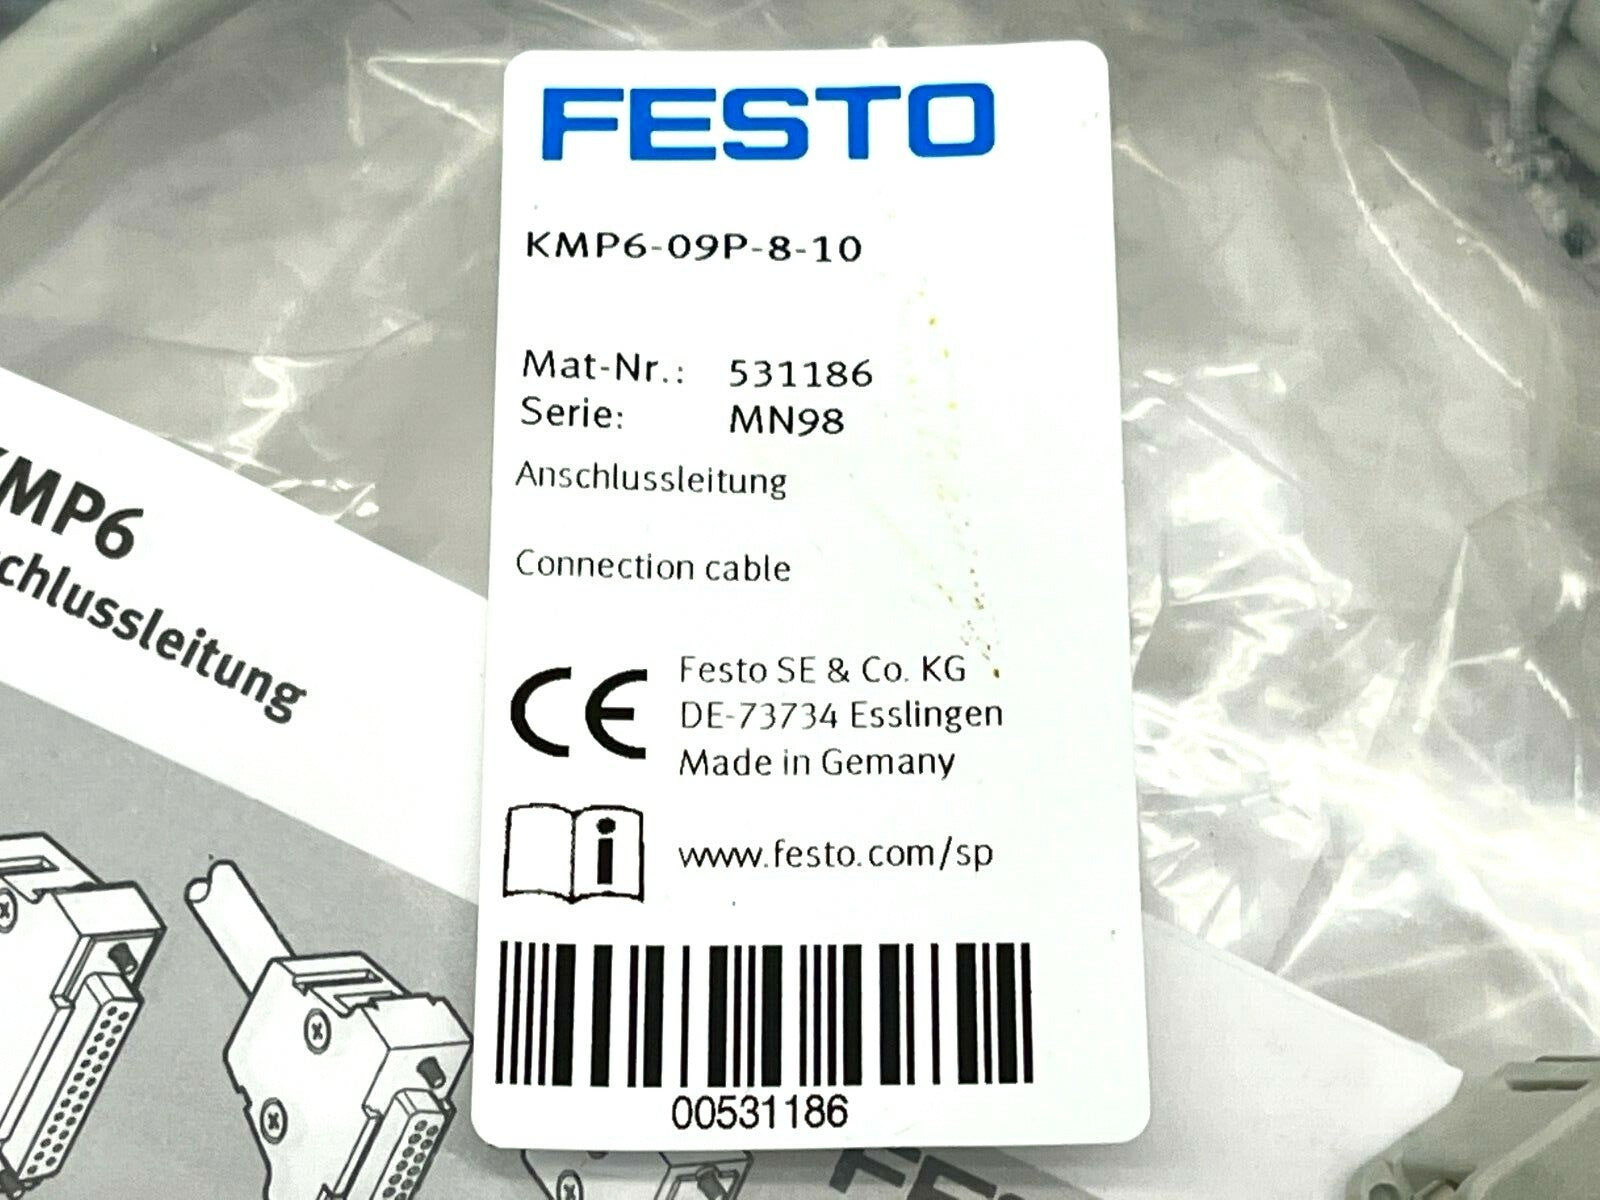 FESTO
KMP6-09P-8-10
Mat-Nr.: 531186
Serie: MN98
Anschlussleitung
Connection cable
CE
Festo SE & Co. KG
DE-73734 Esslingen
Made in Gemany
i
www.festo.com/sp
00531186
MP6
chlussleitung